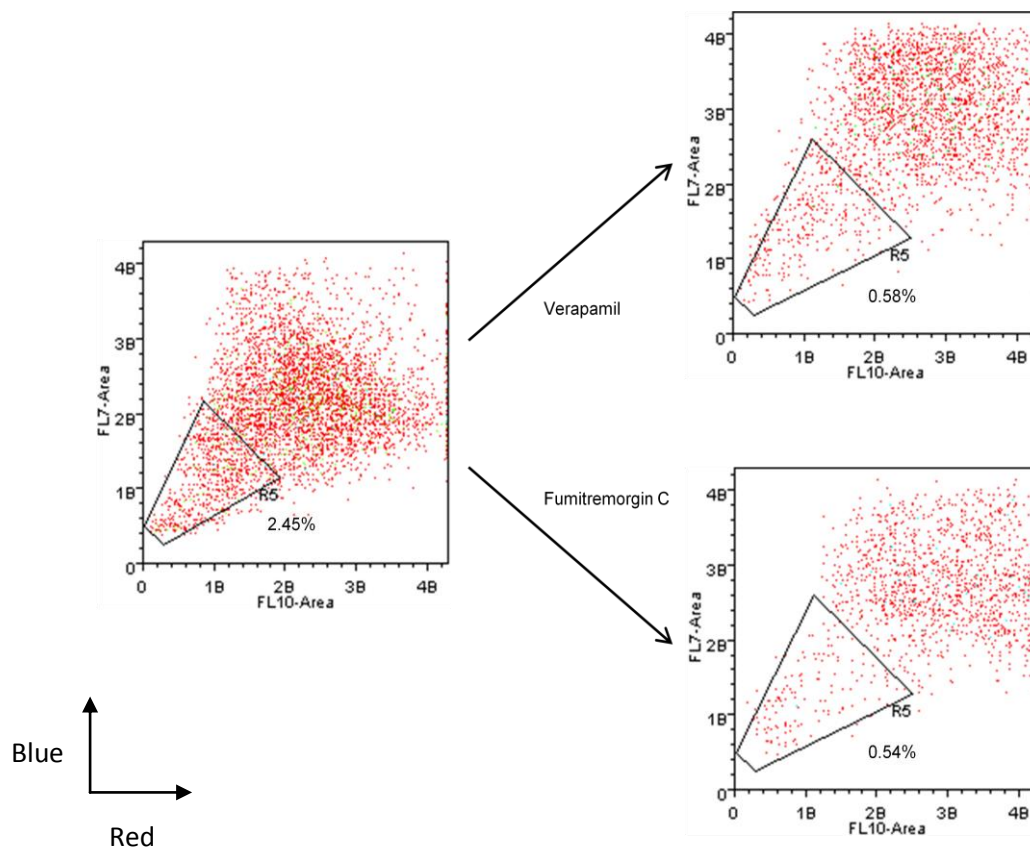 4B
3B
2B
1B
0
FL7-Area
R5
2.45%
0 1B 2B 3B 4B
FL10-Area
Verapamil
Fumitremorgin C
4B
3B
2B
1B
0
FL7-Area
R5
0.58%
0 1B 2B 3B 4B
FL10-Area
4B
3B
2B
1B
0
FL7-Area
R5
0.54%
0 1B 2B 3B 4B
FL10-Area
Blue
Red